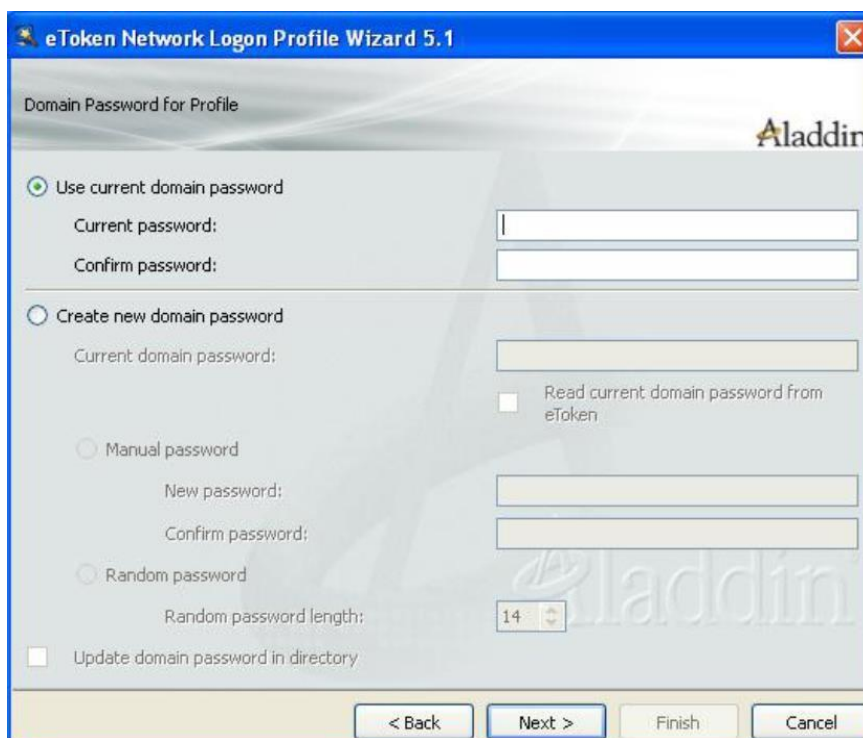 eToken Network Logon Profile Wizard 5.1
Domain Password for Profile
Aladdin
Use current domain password
Current password:
Confirm password:
Create new domain password
Current domain password:
Read current domain password from
eToken
Manual password
New password:
Confirm password:
Random password
Aladdin
Random password length:
14
Update domain password in directory
< Back
Next >
Finish
Cancel